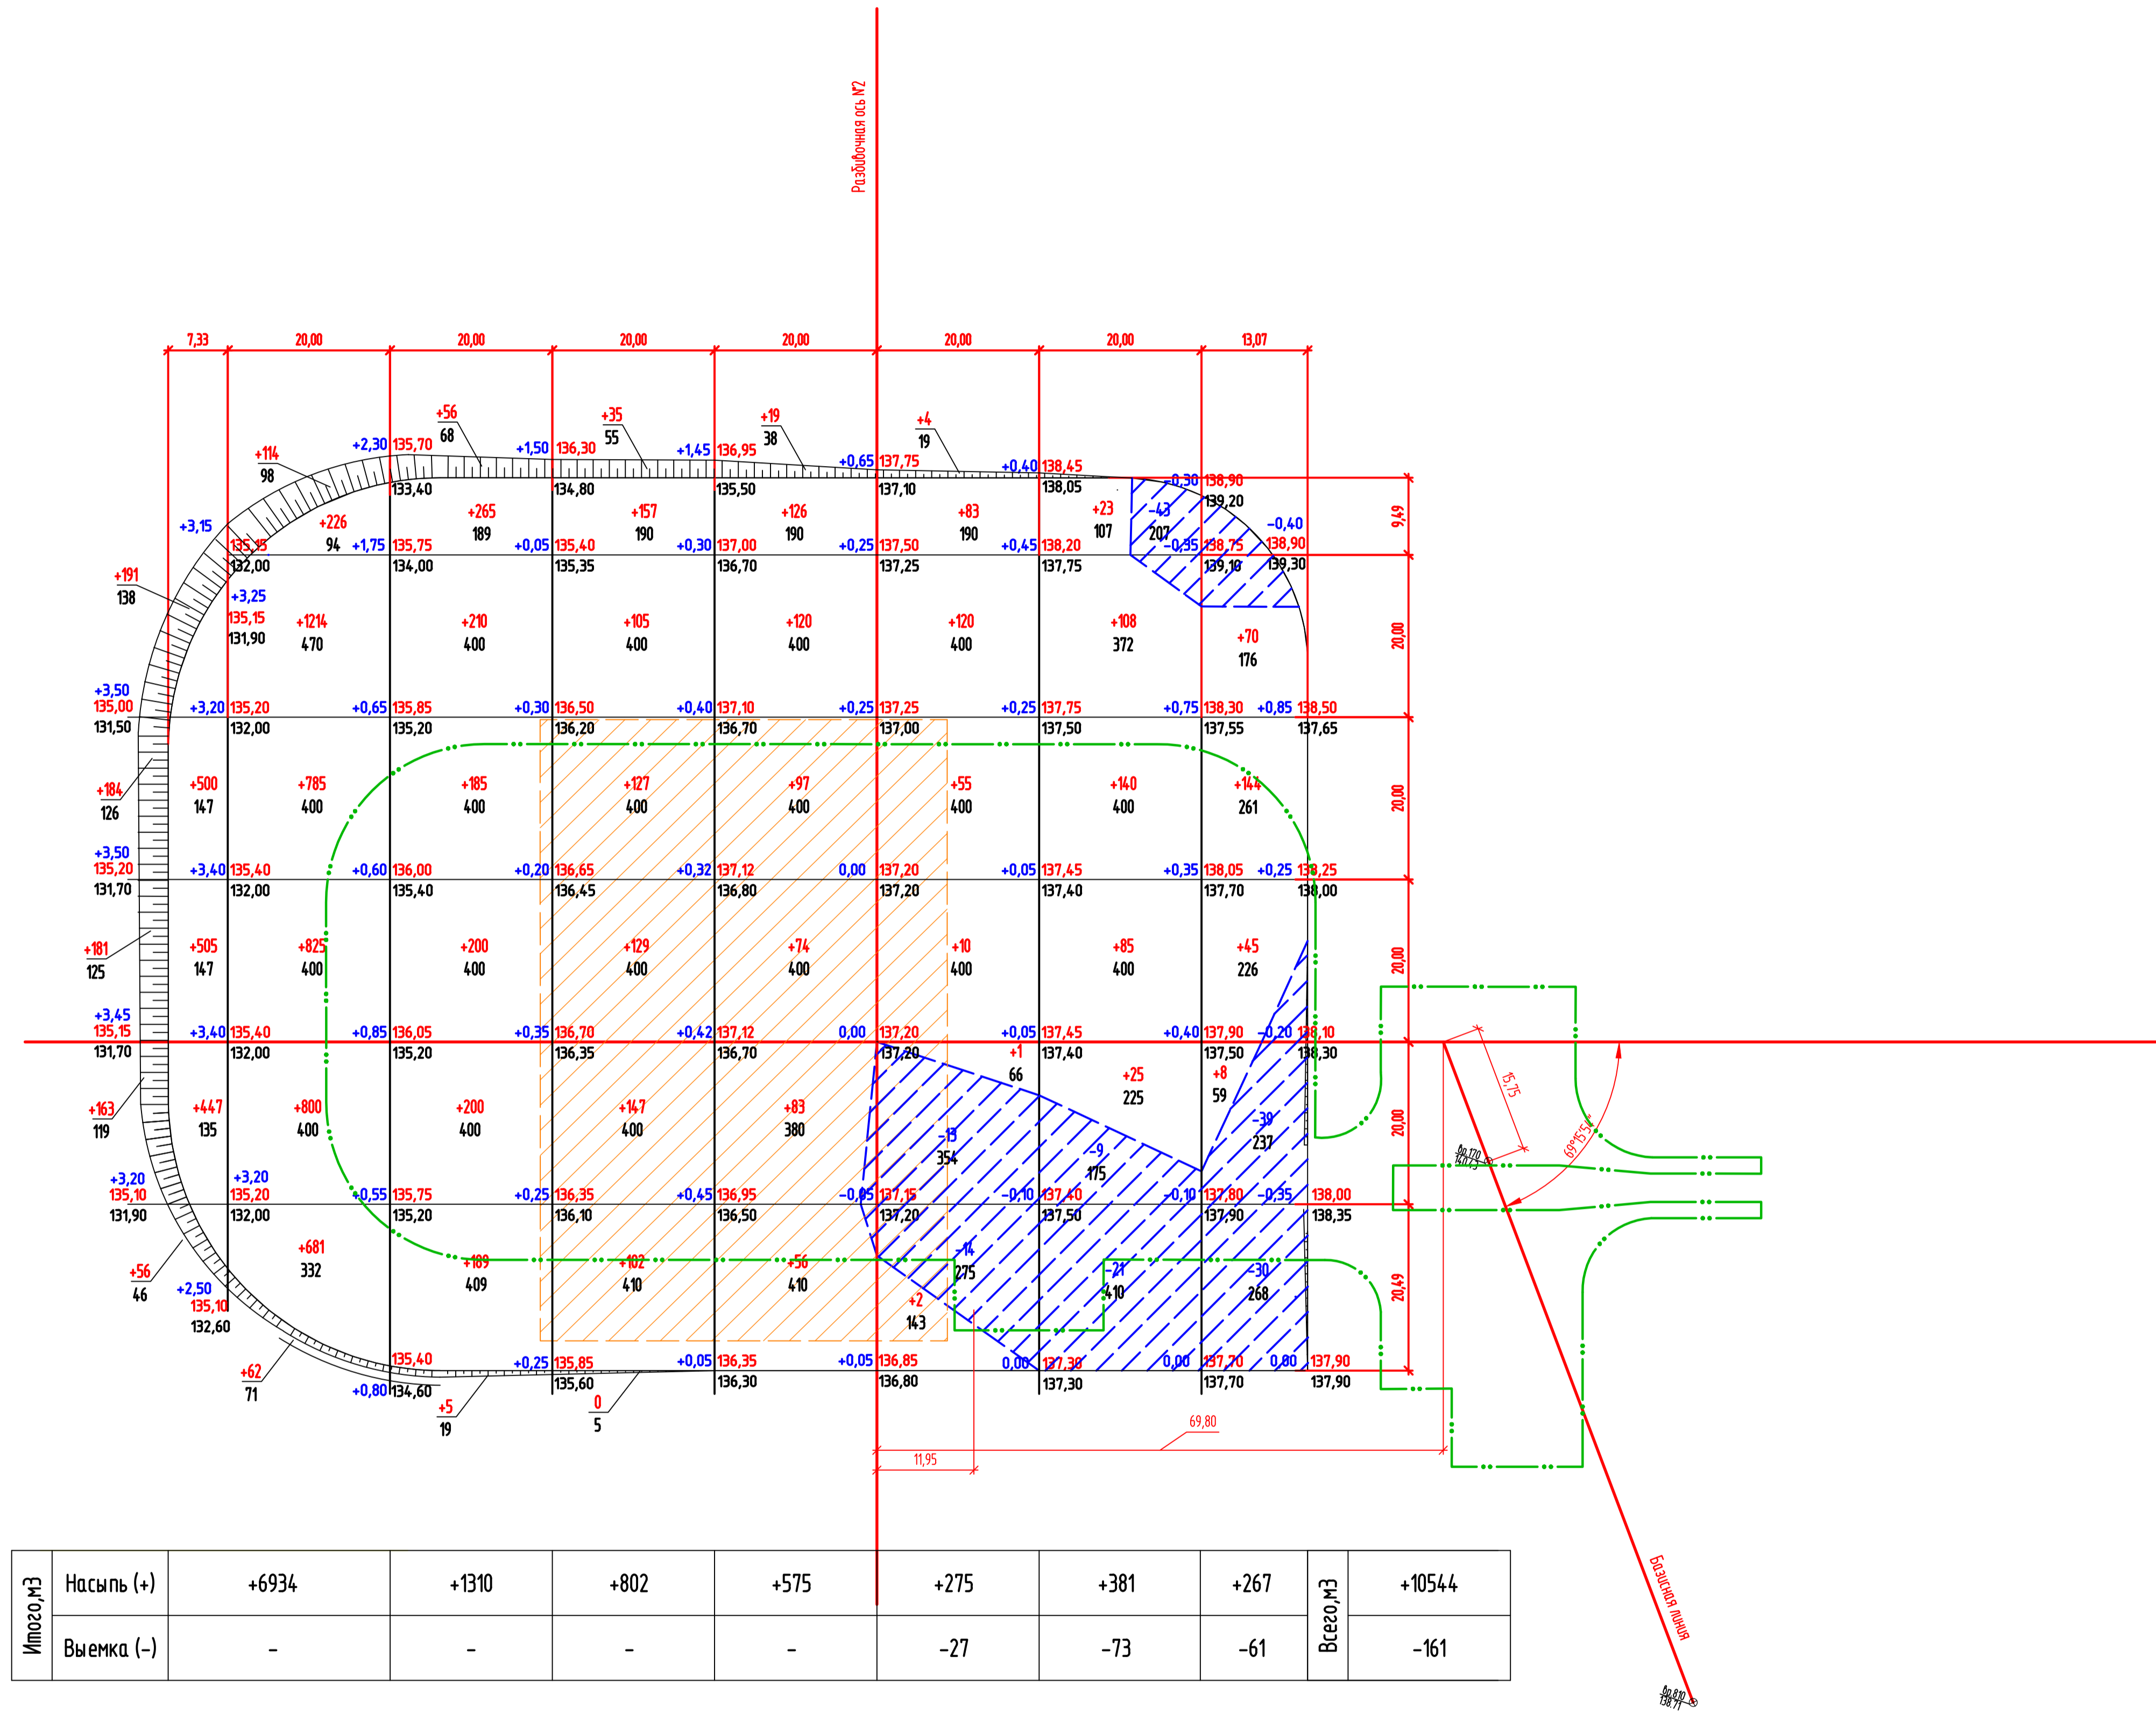 Разбивочная ось №2
7,33 20,00 20,00 20,00 20,00 20,00 20,00 13,07
+56 +35 +19 +4
68 55 38 19
+114
98
+2,30 135,70 +1,50 136,30 +1,45 136,95 +0,65 137,75 +0,40 138,45 -0,30 138,90
133,40 134,80 135,50 137,10 138,05 139,20
+3,15 +226 +265 +157 +126 +83 +23 -43 -0,40
94 189 190 190 190 107 207 9,49
135,15 +1,75 135,75 +0,05 135,40 +0,30 137,00 +0,25 137,50 +0,45 138,20 -0,35 138,75 138,90
132,00 134,00 135,35 136,70 137,25 137,75 139,10 139,30
+191
138
+3,25
135,15
131,90
+1214 +210 +105 +120 +120 +108 +70
470 400 400 400 400 372 176 20,00
+3,50
135,00 +3,20 135,20 +0,65 135,85 +0,30 136,50 +0,40 137,10 +0,25 137,25 +0,25 137,75 +0,75 138,30 +0,85 138,50
131,50 132,00 135,20 136,20 136,70 137,00 137,50 137,55 137,65
+184 +500 +785 +185 +127 +97 +55 +140 +144
126 147 400 400 400 400 400 400 261 20,00
+3,50
135,20 +3,40 135,40 +0,60 136,00 +0,20 136,65 +0,32 137,12 0,00 137,20 +0,05 137,45 +0,35 138,05 +0,25 138,25
131,70 132,00 135,40 136,45 136,80 137,20 137,40 137,70 138,00
+181 +505 +825 +200 +129 +74 +10 +85 +45
125 147 400 400 400 400 400 400 226 20,00
+3,45
135,15 +3,40 135,40 +0,85 136,05 +0,35 136,70 +0,42 137,12 0,00 137,20 +0,05 137,45 +0,40 137,90 -0,20 138,10
131,70 132,00 135,20 136,35 136,70 137,20 137,40 137,50 138,30
+1 +25 +8
66 225 59
15,75
69°15'54"
+163 +447 +800 +200 +147 +83 -13 -9 -39
119 135 400 400 400 380 354 175 237 20,00
+3,20 +3,20
135,10 135,20 +0,55 135,75 +0,25 136,35 +0,45 136,95 -0,05 137,15 -0,10 137,40 -0,10 137,80 -0,35 138,00
131,90 132,00 135,20 136,10 136,50 137,20 137,50 137,90 138,35
+56 +681 +189 +102 +56 -14 -21 -30
46 332 409 410 410 275 410 268 20,49
+2
143
+2,50
135,10
132,60
135,40 +0,25 135,85 +0,05 136,35 +0,05 136,85 0,00 137,30 0,00 137,70 0,00 137,90
+0,80 134,60 135,60 136,30 136,80 137,30 137,70 137,90
+62 +5 0
71 19 5
69,80
11,95
Базисная линия
вр.810
138.71
Итого,м3
Насыпь (+) +6934 +1310 +802 +575 +275 +381 +267
Выемка (-) - - - - -27 -73 -61
Всего,м3
+10544
-161